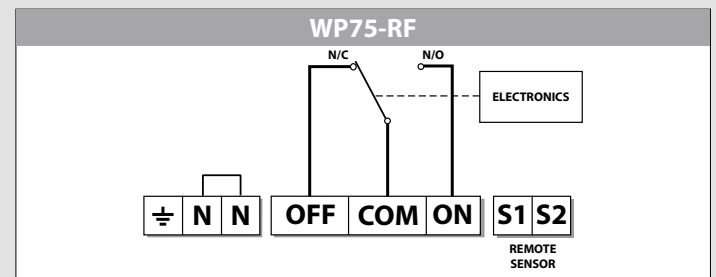 WP75-RF
N/C N/O
ELECTRONICS
N N OFF COM ON S1 S2
REMOTE
SENSOR